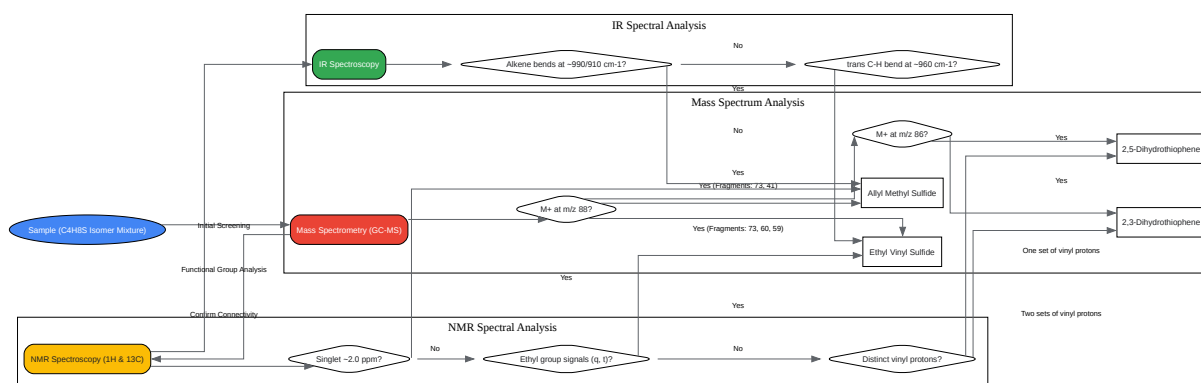 IR Spectral Analysis
No
IR Spectroscopy
Alkene bends at ~990/910 cm-1?
trans C-H bend at ~960 cm-1?
Yes
Mass Spectrum Analysis
No
M+ at m/z 86?
Yes
2,5-Dihydrothiophene
Yes
Yes
Yes (Fragments: 73, 41)
Allyl Methyl Sulfide
M+ at m/z 88?
Sample (C4H8S Isomer Mixture)
Initial Screening
Mass Spectrometry (GC-MS)
Yes (Fragments: 73, 60, 59)
2,3-Dihydrothiophene
Ethyl Vinyl Sulfide
One set of vinyl protons
Functional Group Analysis
Yes
Yes
Confirm Connectivity
Two sets of vinyl protons
NMR Spectral Analysis
No
No
NMR Spectroscopy (1H & 13C)
Singlet ~2.0 ppm?
Ethyl group signals (q, t)?
Distinct vinyl protons?